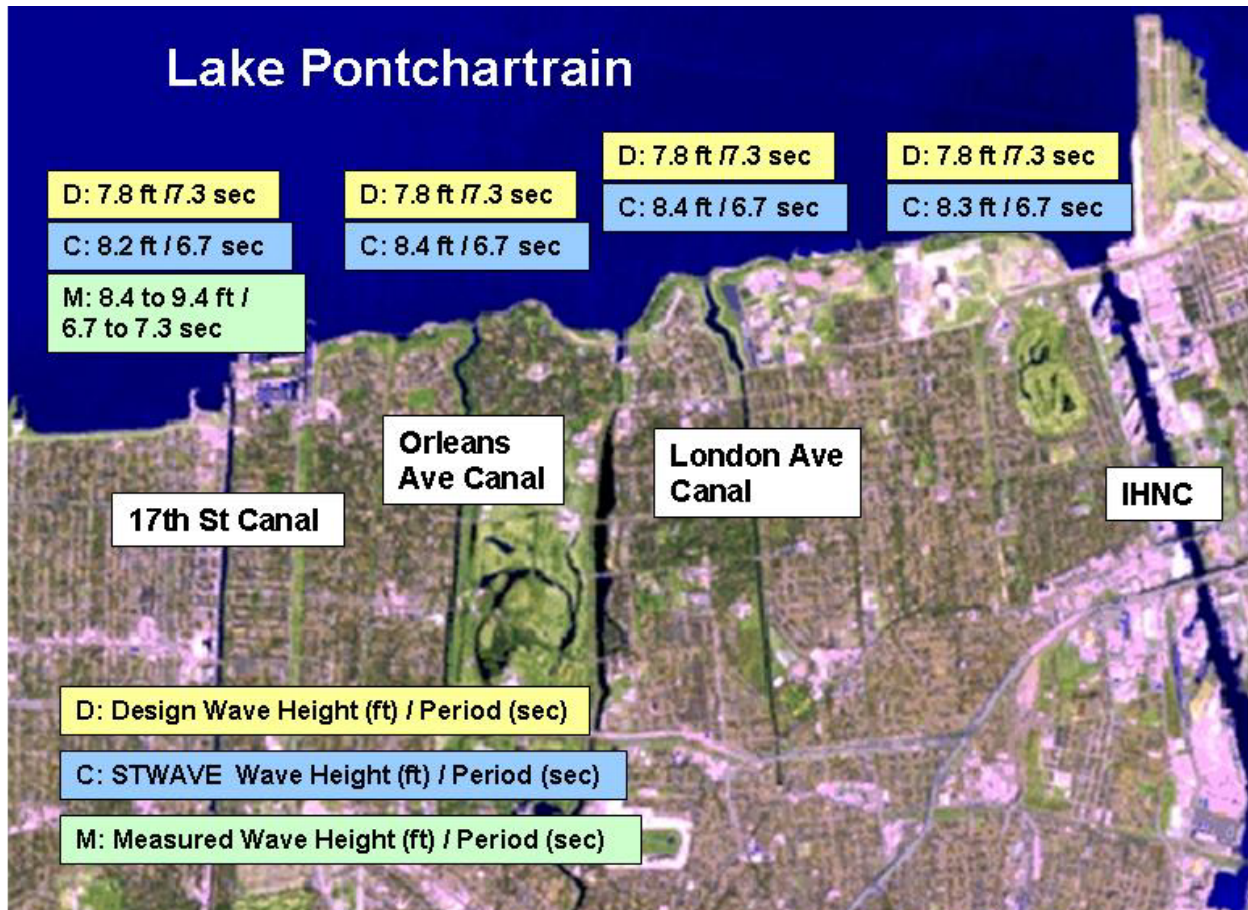 Lake Pontchartrain
D: 7.8 ft /7.3 sec
C: 8.2 ft / 6.7 sec
M: 8.4 to 9.4 ft /
6.7 to 7.3 sec
D: 7.8 ft /7.3 sec
C: 8.4 ft / 6.7 sec
D: 7.8 ft /7.3 sec
C: 8.4 ft / 6.7 sec
D: 7.8 ft /7.3 sec
C: 8.3 ft / 6.7 sec
17th St Canal
Orleans
Ave Canal
London Ave
Canal
IHNC
D: Design Wave Height (ft) / Period (sec)
C: STWAVE Wave Height (ft) / Period (sec)
M: Measured Wave Height (ft) / Period (sec)